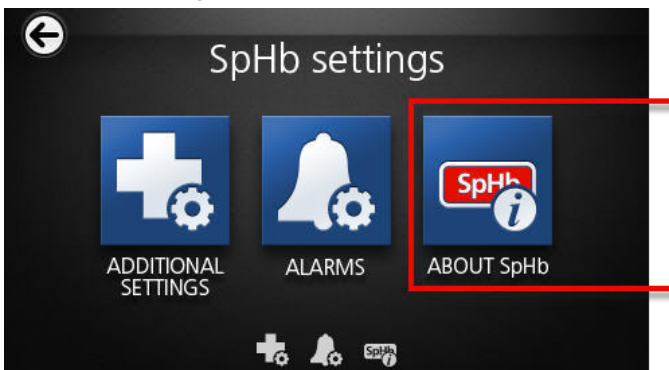 SpHb settings
SpHb
i
ADDITIONAL
SETTINGS
ALARMS
ABOUT SpHb
SpHb
i